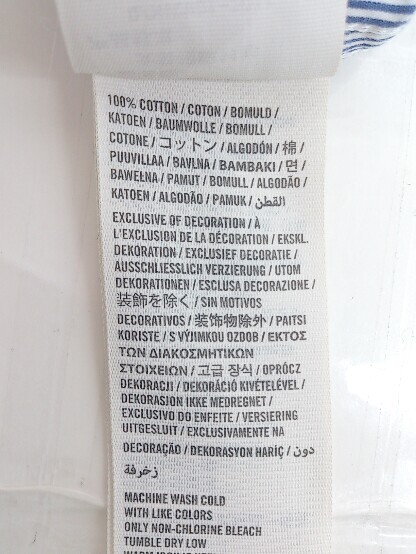 100% COTTON / COTON / BOMULD /
KATOEN / BAUMWOLLE / BOMULL /
COTONE / コットン / ALGODÓN / 棉 /
PUUVILLAA / BAVLNA / ΒΑΜΒΑΚΙ / 면 /
BAWEŁNA / PAMUT / BOMULL / ALGODÃO /
KATOEN / ALGODÃO / PAMUK / القطن
EXCLUSIVE OF DECORATION / À
L'EXCLUSION DE LA DÉCORATION / EKSKL.
DEKORATION / EXCLUSIEF DECORATIE /
AUSSCHLIESSLICH VERZIERUNG / UTOM
DEKORATIONEN / ESCLUSA DECORAZIONE /
装飾を除く / SIN MOTIVOS
DECORATIVOS / 装饰物除外 / PAITSI
KORISTE / S VÝJIMKOU OZDOB / ΕΚΤΟΣ
ΤΩΝ ΔΙΑΚΟΣΜΗΤΙΚΩΝ
ΣΤΟΙΧΕΙΩΝ / 고급 장식 / OPRÓCZ
DEKORACJI / DEKORÁCIÓ KIVÉTELÉVEL /
DEKORASJON IKKE MEDREGNET /
EXCLUSIVO DO ENFEITE / VERSIERING
UITGESLUIT / EXCLUSIVAMENTE NA
DECORAÇÃO / DEKORASYON HARİÇ / دون
زخرفة
MACHINE WASH COLD
WITH LIKE COLORS
ONLY NON-CHLORINE BLEACH
TUMBLE DRY LOW